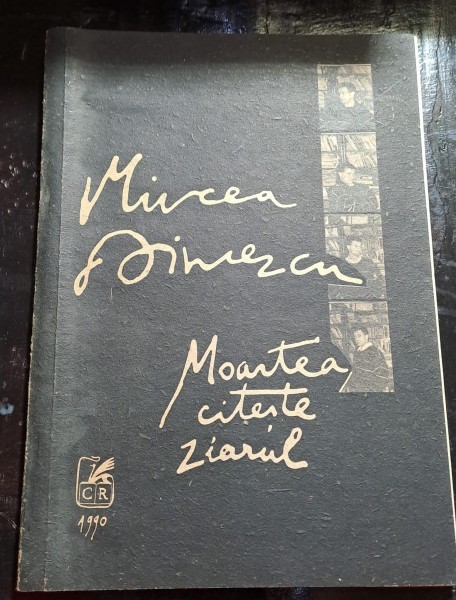 Mircea
Dinescu
Moartea
citește
ziarul
CR
1990